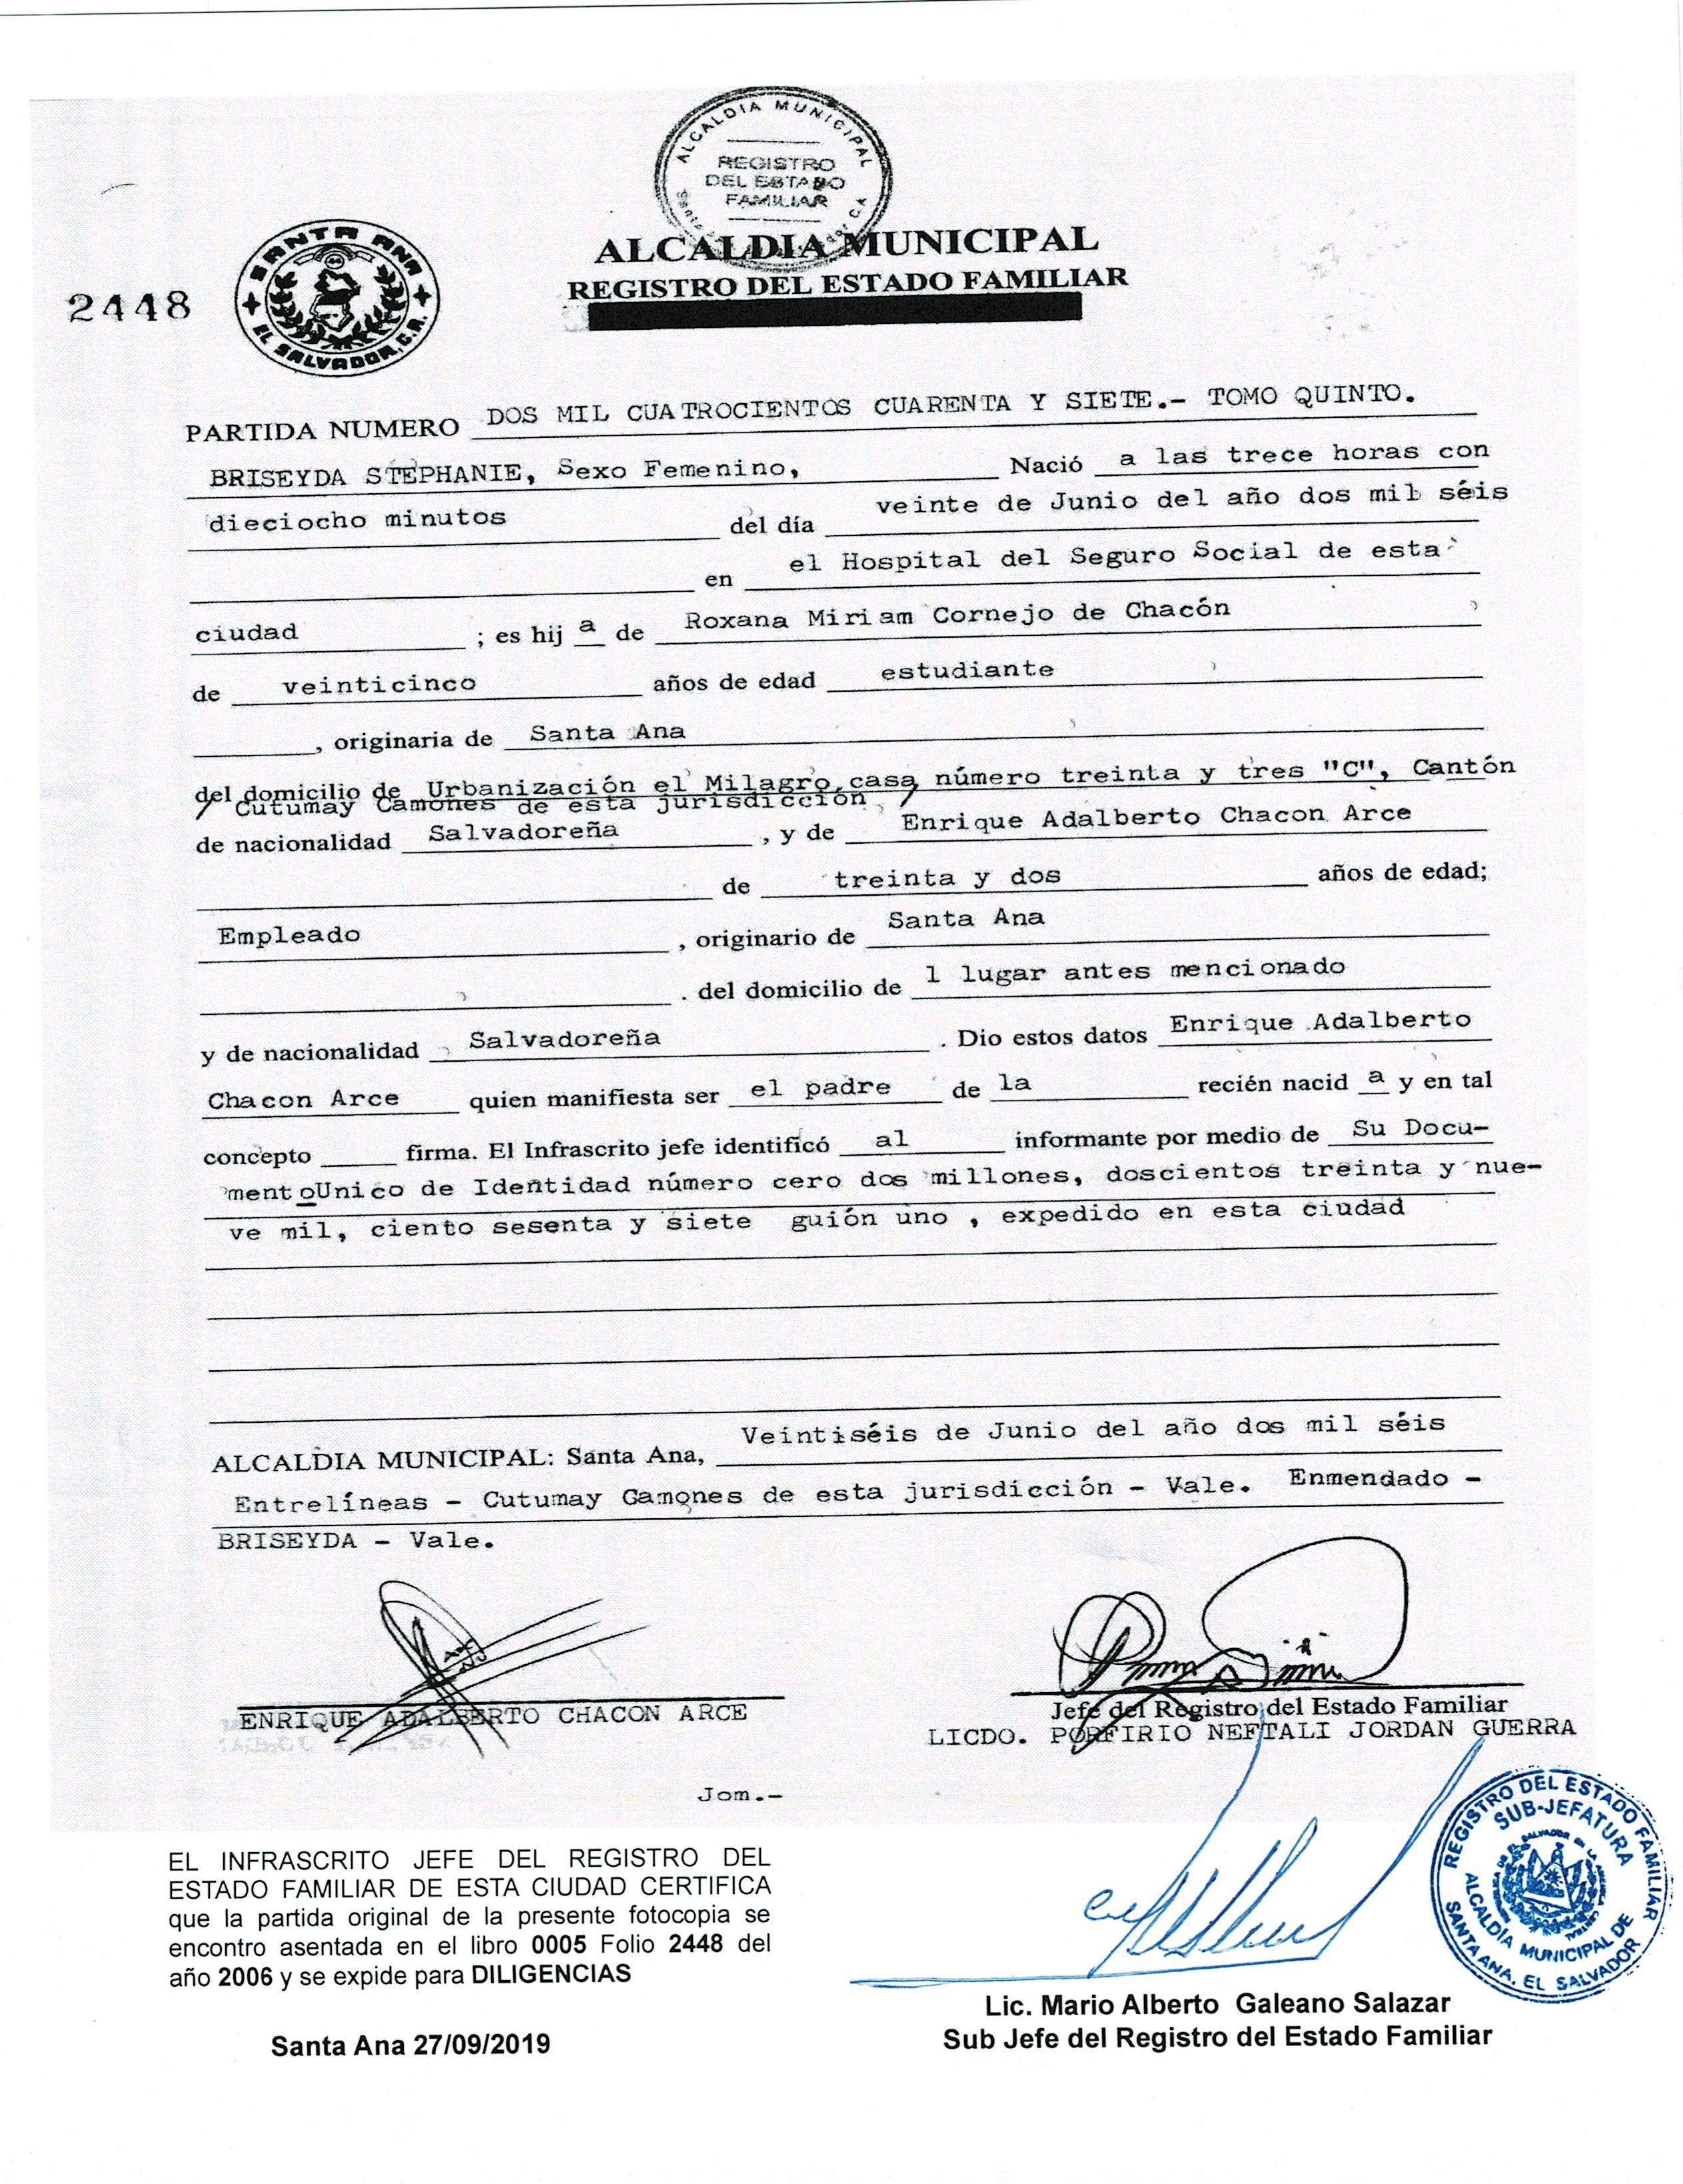 ALCALDIA MUNICIPAL
REGISTRO
DEL ESTADO
FAMILIAR
SANTA ANA
EL SALVADOR, C.A.
2448
ALCALDIA MUNICIPAL
REGISTRO DEL ESTADO FAMILIAR
PARTIDA NUMERO DOS MIL CUATROCIENTOS CUARENTA Y SIETE.- TOMO QUINTO.
BRISEYDA STEPHANIE, Sexo Femenino, Nació a las trece horas con
dieciocho minutos del día veinte de Junio del año dos mil séis
en el Hospital del Seguro Social de esta
ciudad ; es hij a de Roxana Miriam Cornejo de Chacón
de veinticinco años de edad estudiante
, originaria de Santa Ana
del domicilio de Urbanización el Milagro,casa número treinta y tres "C", Cantón
/ Cutumay Camones de esta jurisdicción /
de nacionalidad Salvadoreña , y de Enrique Adalberto Chacon Arce
de treinta y dos años de edad;
Empleado , originario de Santa Ana
. del domicilio de l lugar antes mencionado
y de nacionalidad Salvadoreña . Dio estos datos Enrique Adalberto
Chacon Arce quien manifiesta ser el padre de la recién nacid a y en tal
concepto firma. El Infrascrito jefe identificó al informante por medio de Su Docu-
mentoUnico de Identidad número cero dos millones, doscientos treinta y nue-
ve mil, ciento sesenta y siete guión uno , expedido en esta ciudad
ALCALDIA MUNICIPAL: Santa Ana, Veintiséis de Junio del año dos mil séis
Entrelíneas - Cutumay Camones de esta jurisdicción - Vale. Enmendado -
BRISEYDA - Vale.
ENRIQUE ADALBERTO CHACON ARCE
Jefe del Registro del Estado Familiar
LICDO. PORFIRIO NEFTALI JORDAN GUERRA
Jom.-
EL INFRASCRITO JEFE DEL REGISTRO DEL
ESTADO FAMILIAR DE ESTA CIUDAD CERTIFICA
que la partida original de la presente fotocopia se
encontro asentada en el libro 0005 Folio 2448 del
año 2006 y se expide para DILIGENCIAS
Santa Ana 27/09/2019
REGISTRO DEL ESTADO FAMILIAR
SUB-JEFATURA
ALCALDÍA MUNICIPAL DE
SANTA ANA, EL SALVADOR
Lic. Mario Alberto Galeano Salazar
Sub Jefe del Registro del Estado Familiar